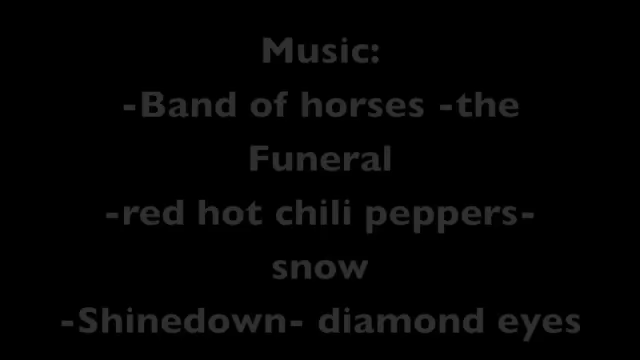 Music:
-Band of horses -the
Funeral
-red hot chili peppers-
snow
-Shinedown- diamond eyes